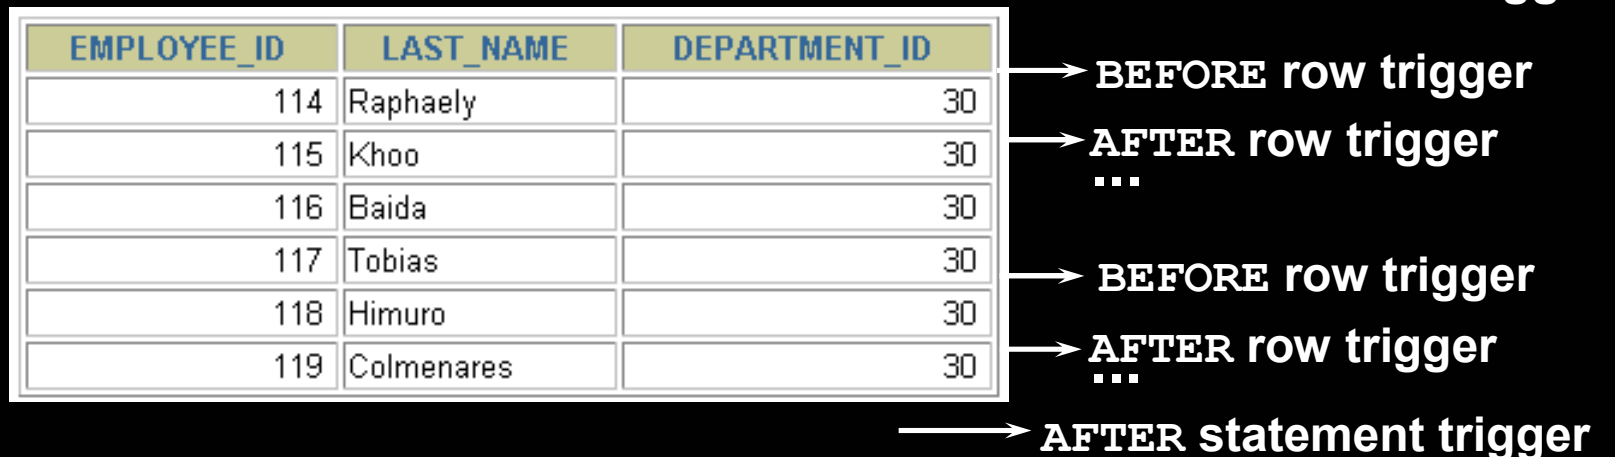 EMPLOYEE_ID LAST_NAME DEPARTMENT_ID
BEFORE row trigger
114 Raphaely 30
AFTER row trigger
...
115 Khoo 30
116 Baida 30
117 Tobias 30
BEFORE row trigger
118 Himuro 30
AFTER row trigger
...
119 Colmenares 30
AFTER statement trigger